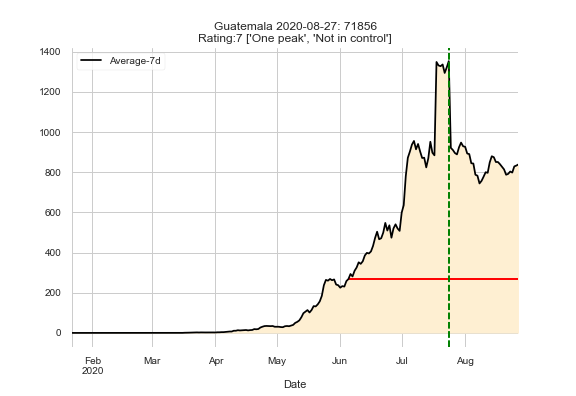 Guatemala 2020-08-27: 71856
Rating:7 ['One peak', 'Not in control']
Average-7d
1400
1200
1000
800
600
400
200
0
Feb
2020
Mar
Apr
May
Jun
Jul
Aug
Date